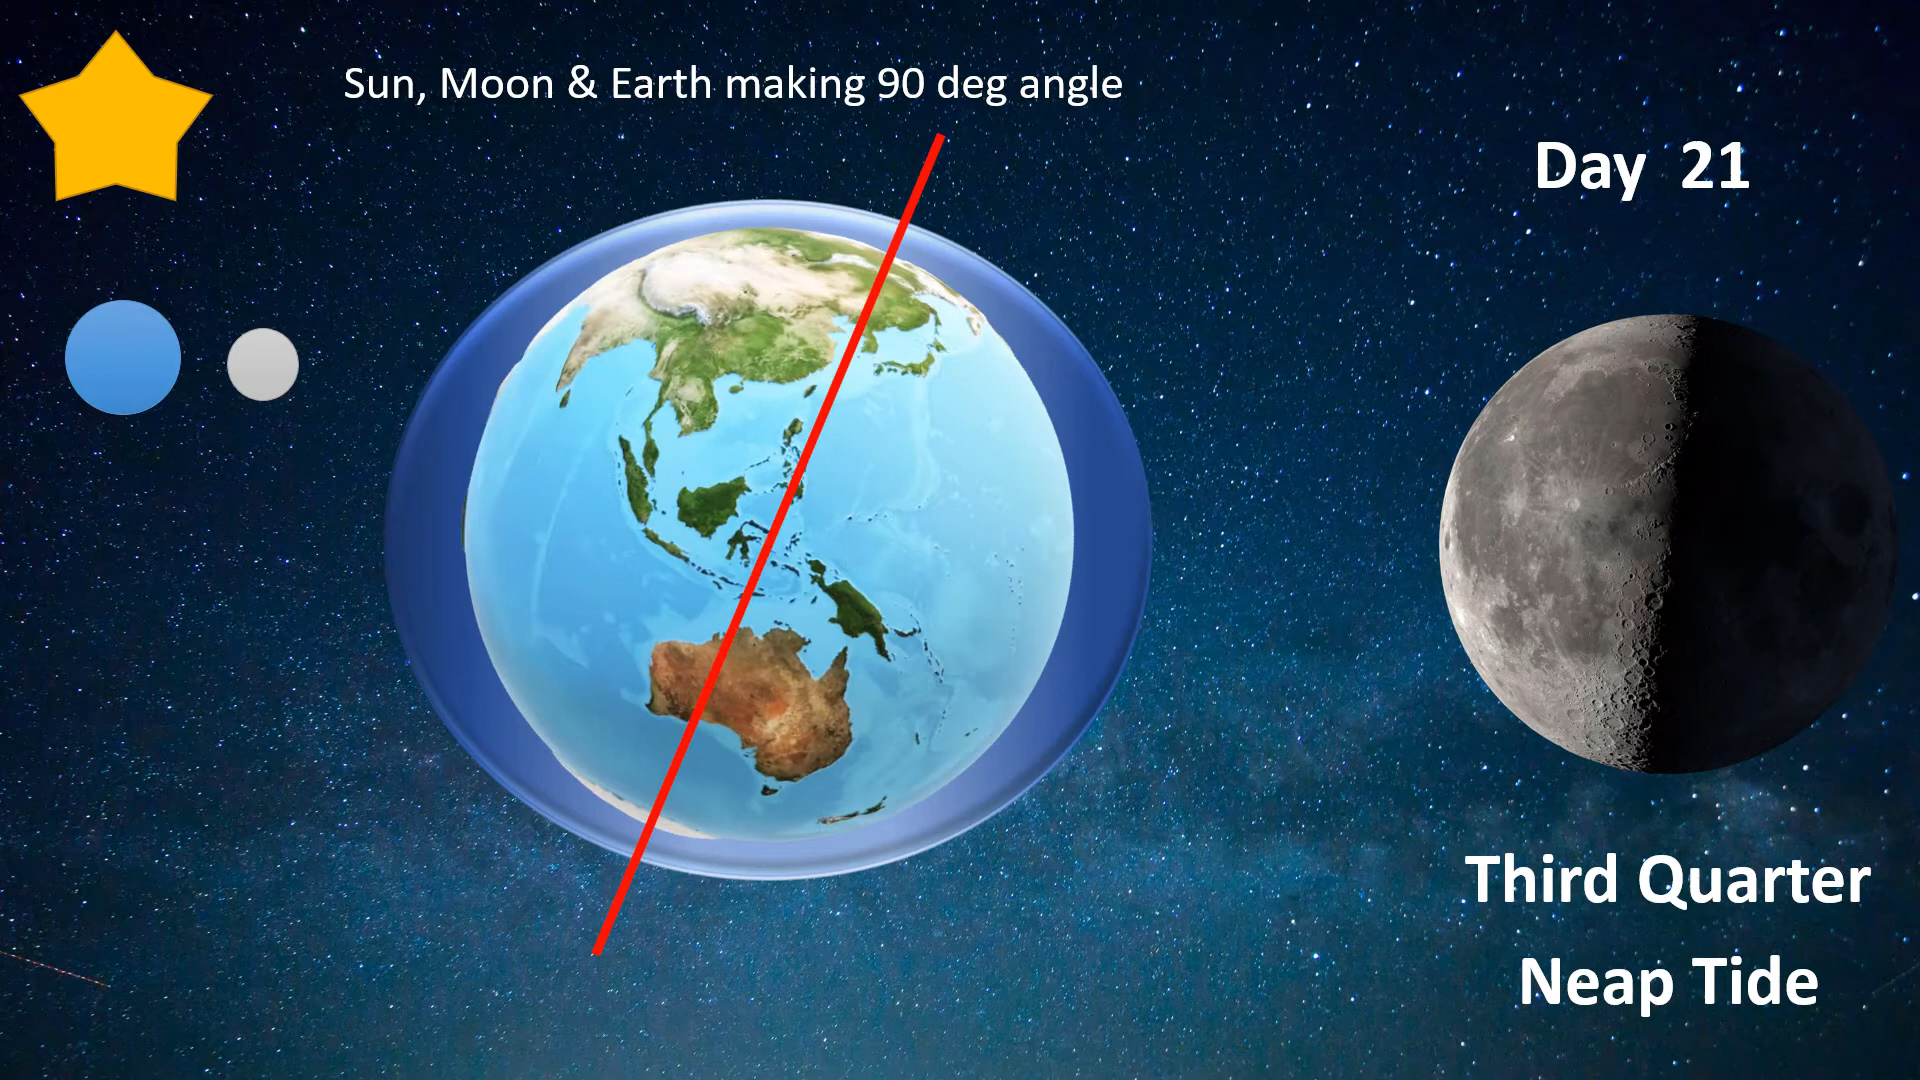 Sun, Moon & Earth making 90 deg angle
Day 21
Third Quarter
Neap Tide